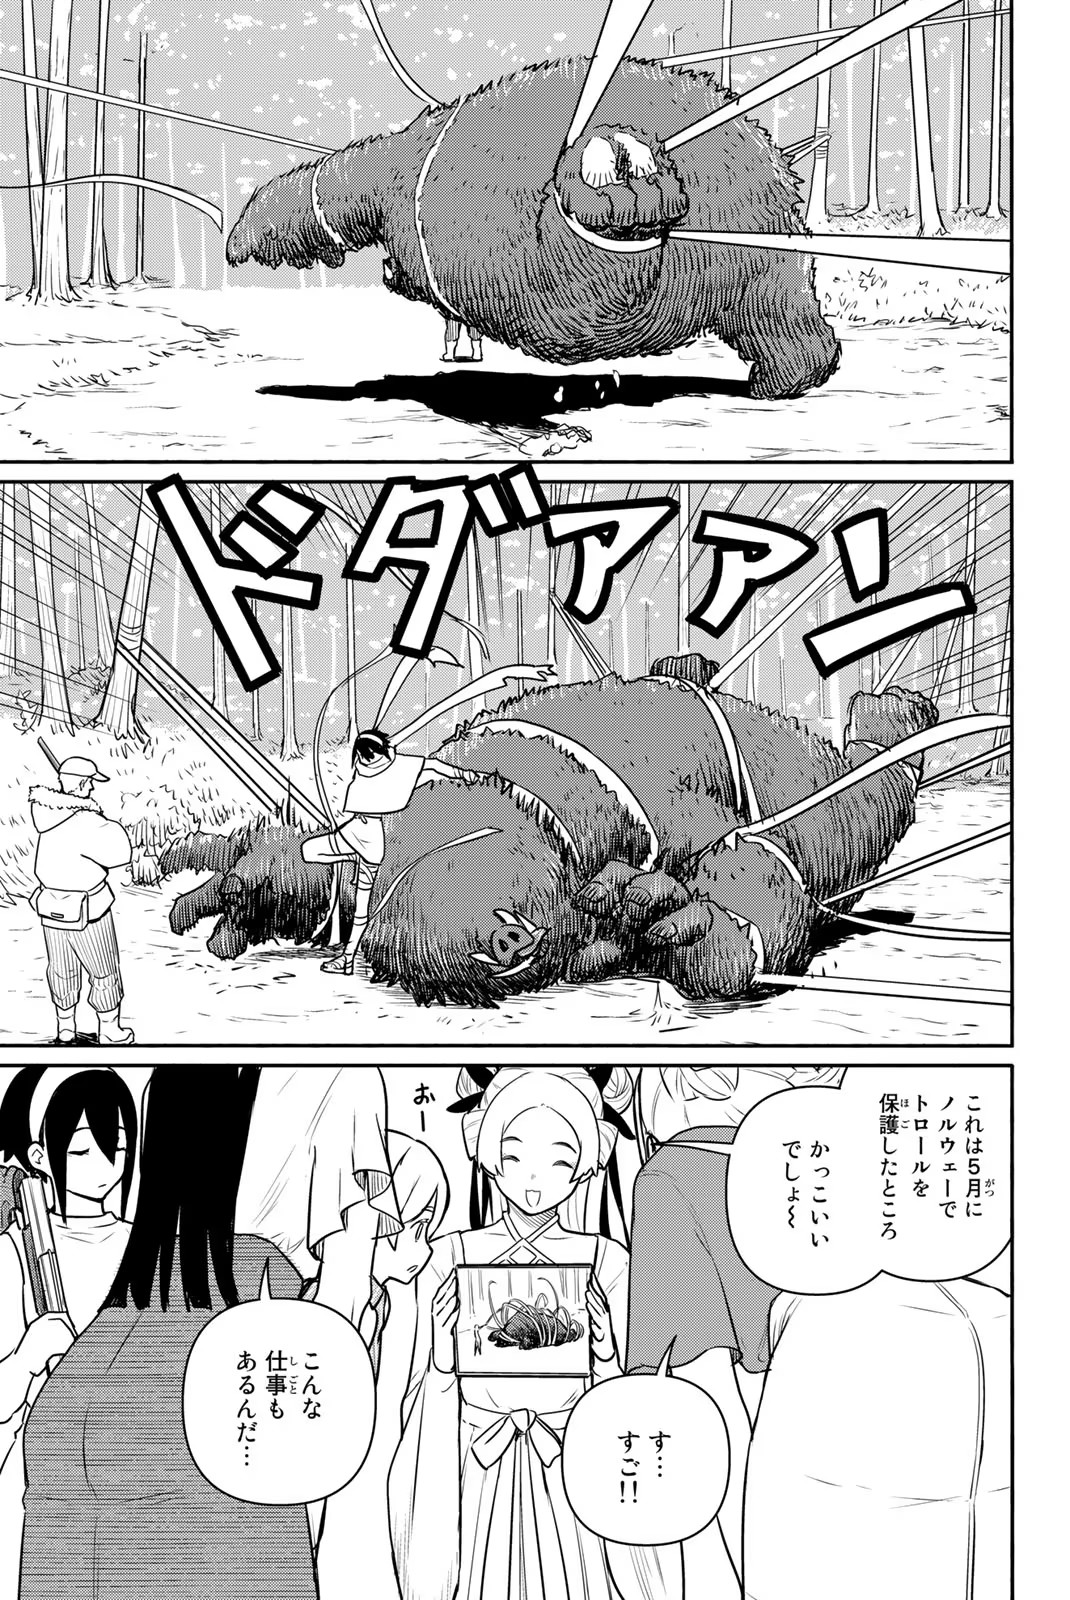 ドダァァン
これは5月に
ノルウェーで
トロールを
保護したところ
かっこいい
でしょ〜
おー
す…
すご!!
こんな
仕事も
あるんだ…